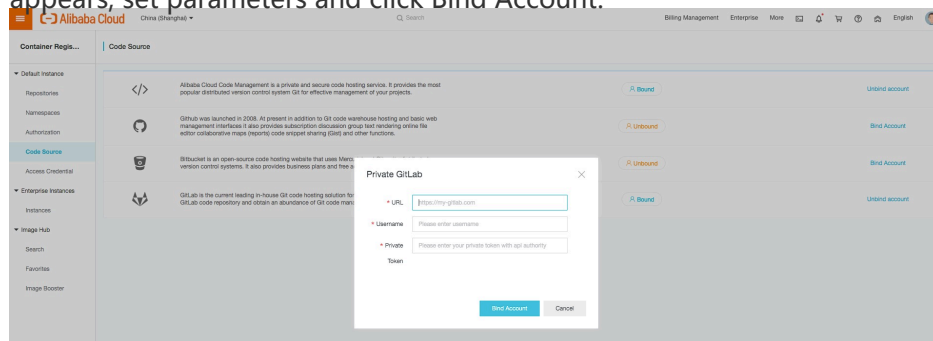 appears, set parameters and click Bind Account.
Alibaba Cloud
China (Shanghai)
Search
Billing Management
Enterprise
More
English
Container Regis...
Code Source
Default Instance
Repositories
Namespaces
Authorization
Code Source
Access Credential
Enterprise Instances
Instances
Image Hub
Search
Favorites
Image Booster
Alibaba Cloud Code Management is a private and secure code hosting service. It provides the most
popular distributed version control system Git for effective management of your projects.
Bound
Unbind account
Github was launched in 2008. At present in addition to Git code warehouse hosting and basic web
management interfaces it also provides subscription discussion group text rendering online file
editor collaborative maps (reports) code snippet sharing (Gist) and other functions.
Unbound
Bind Account
Bitbucket is an open-source code hosting website that uses Mercu
version control systems. It also provides business plans and free a
Unbound
Bind Account
GitLab is the current leading in-house Git code hosting solution for
GitLab code repository and obtain an abundance of Git code mana
Bound
Unbind account
Private GitLab
* URL
https://my-gitlab.com
* Username
Please enter username
* Private
Token
Please enter your private token with api authority
Bind Account
Cancel